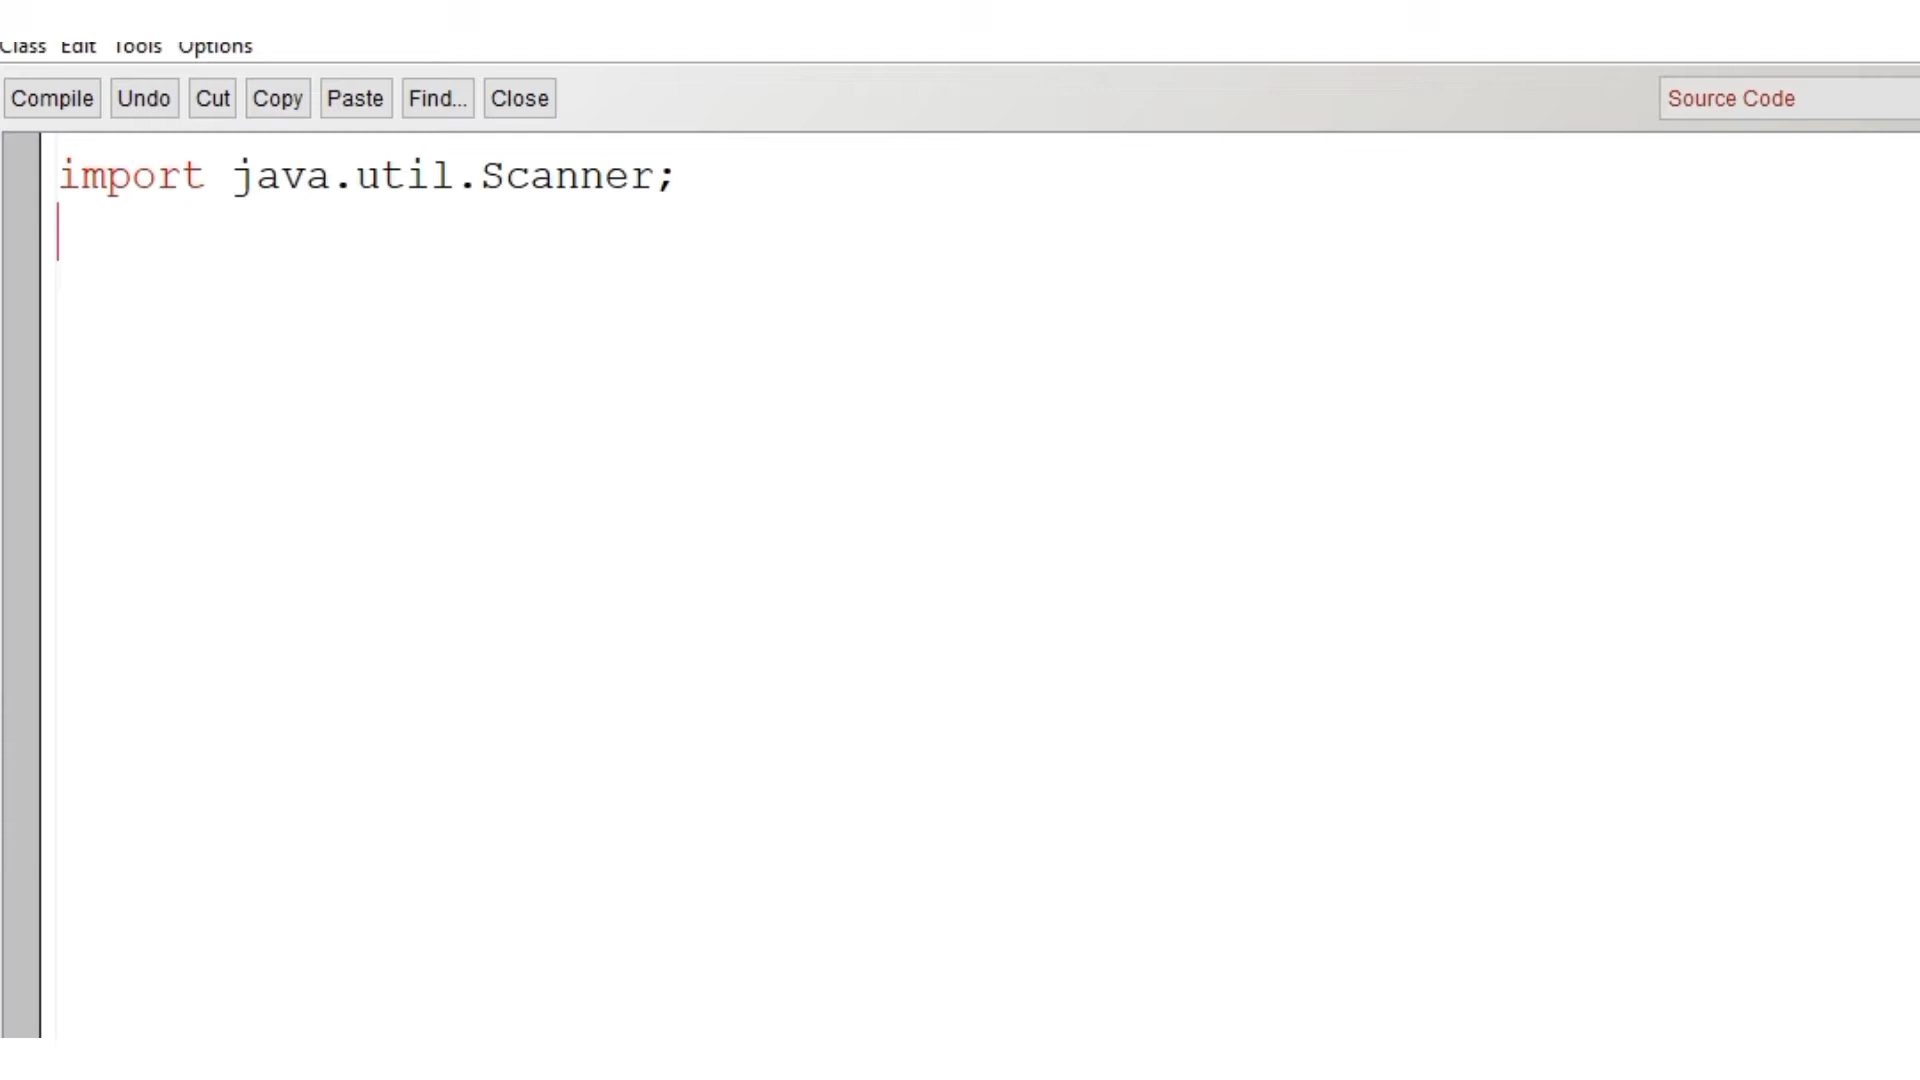 Class Edit Tools Options
Compile Undo Cut Copy Paste Find... Close Source Code
import java.util.Scanner;